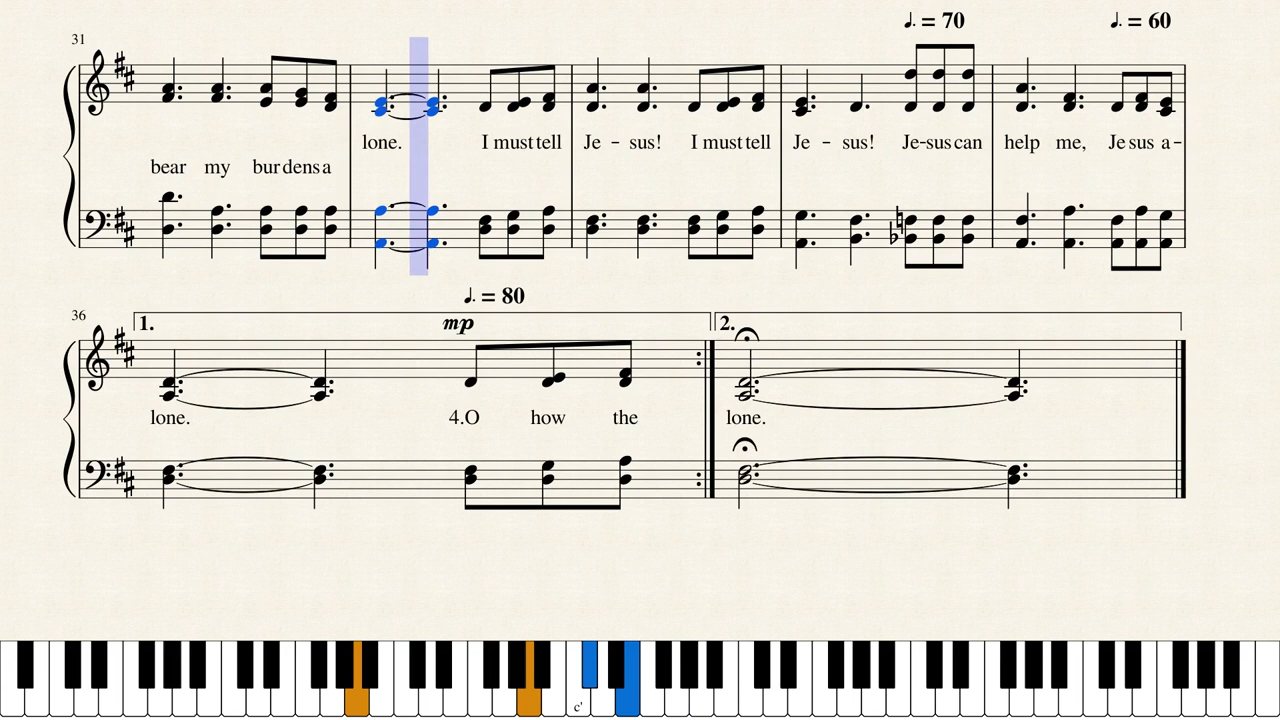 ♩. = 70 ♩. = 60
31
lone. I must tell Je - sus! I must tell Je - sus! Je-sus can help me, Je sus a-
bear my bur dens a
♩. = 80
36 1. mp 2.
lone. 4.O how the lone.
c'